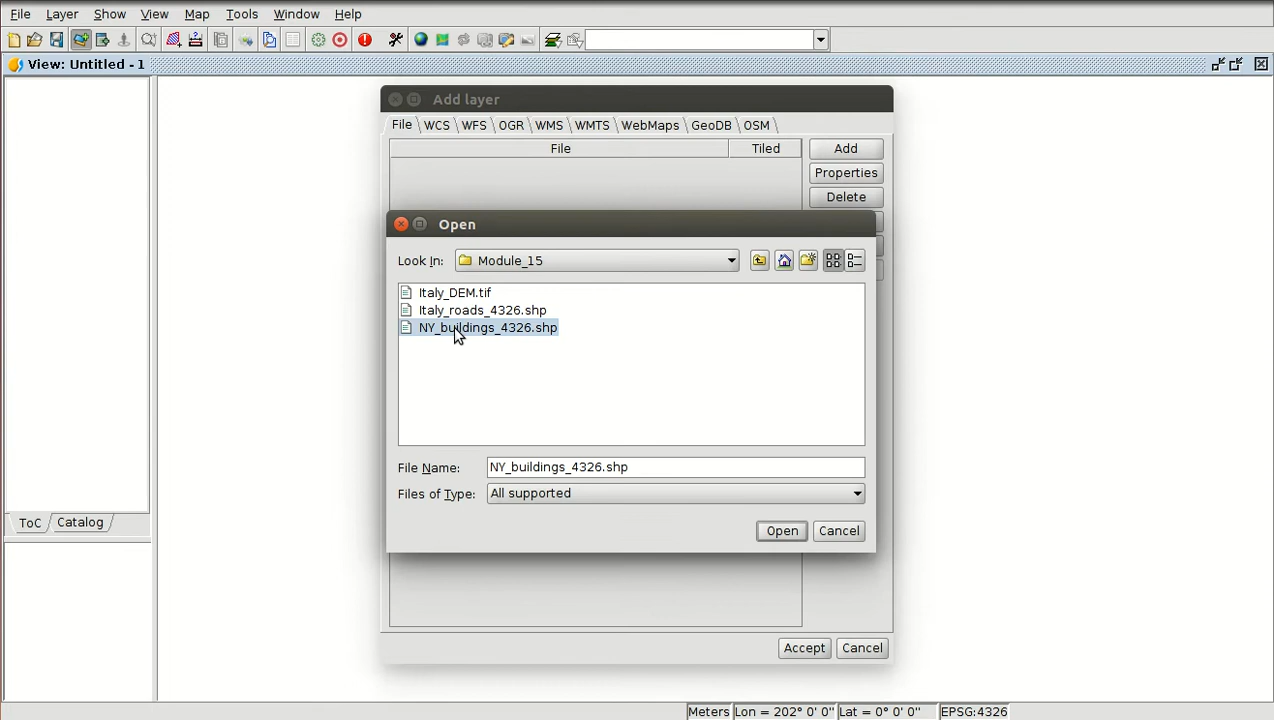 File Layer Show View Map Tools Window Help
View: Untitled - 1
Add layer
File WCS WFS OGR WMS WMTS WebMaps GeoDB OSM
File Tiled Add
Properties
Delete
Open
Look In: Module_15
Italy_DEM.tif
Italy_roads_4326.shp
NY_buildings_4326.shp
File Name: NY_buildings_4326.shp
Files of Type: All supported
Open Cancel
ToC Catalog
Accept Cancel
Meters Lon = 202° 0' 0" Lat = 0° 0' 0" EPSG:4326